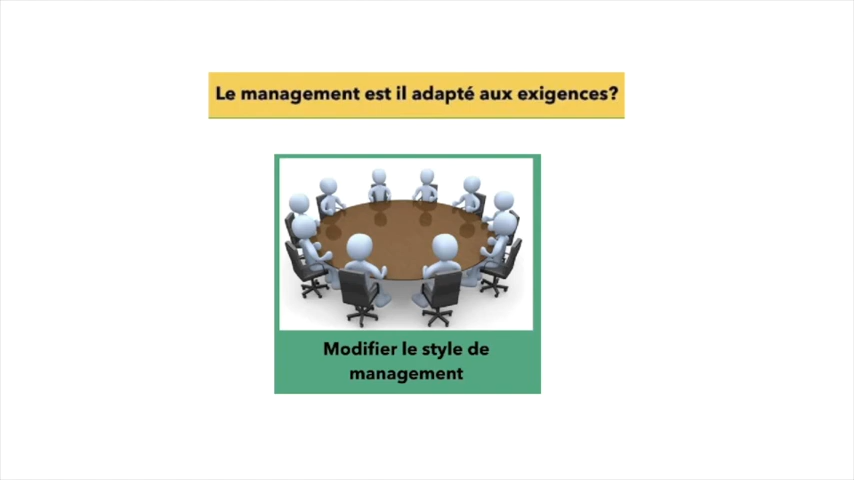 Le management est il adapté aux exigences?
Modifier le style de
management